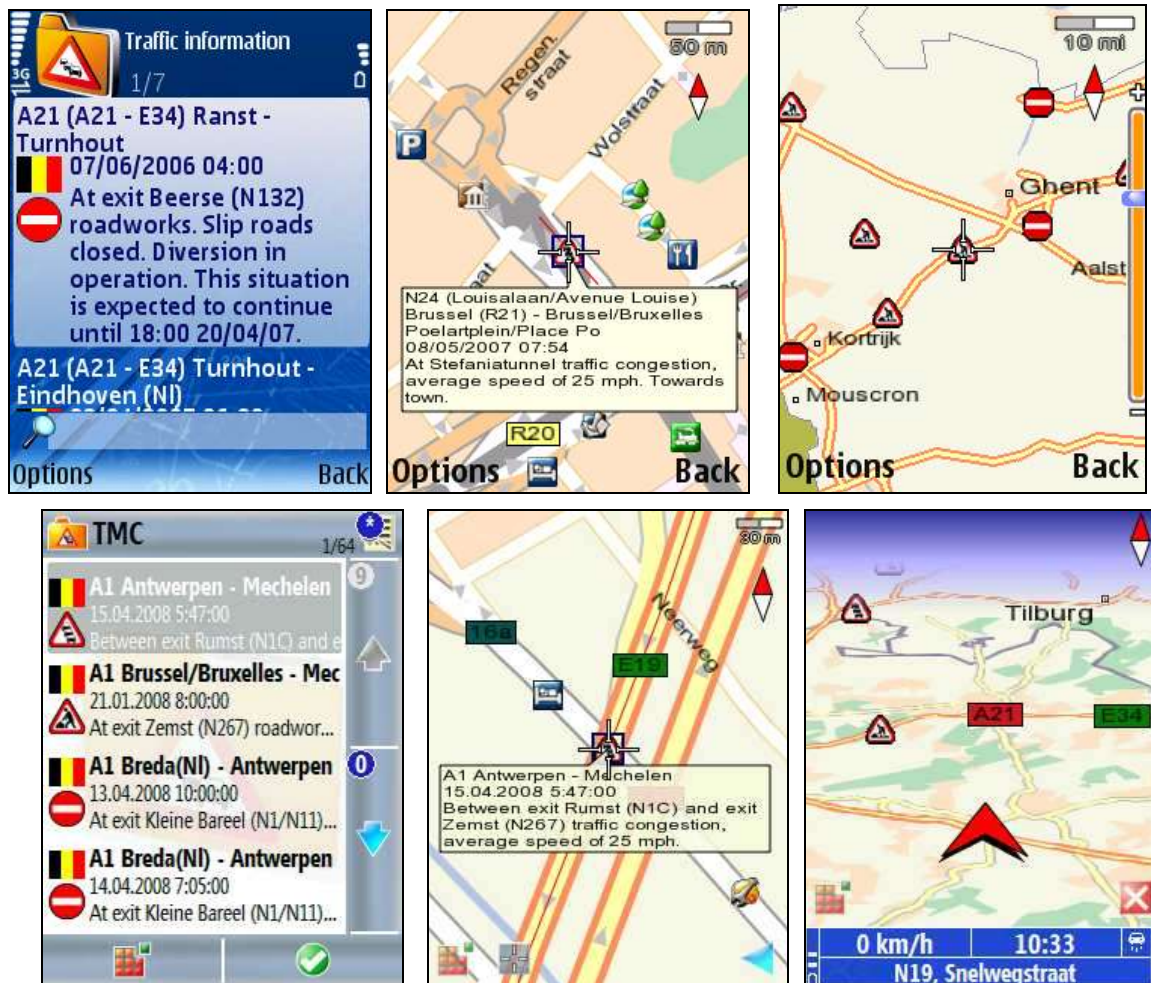 Traffic information
3G
1/7
A21 (A21 - E34) Ranst -
Turnhout
07/06/2006 04:00
At exit Beerse (N132)
roadworks. Slip roads
closed. Diversion in
operation. This situation
is expected to continue
until 18:00 20/04/07.
A21 (A21 - E34) Turnhout -
Eindhoven (Nl)
Options
Back
50 m
Regen.
straat
Wolstraat
P
aat
N24 (Louisalaan/Avenue Louise)
Brussel (R21) - Brussel/Bruxelles
Poelartplein/Place Po
08/05/2007 07:54
At Stefaniatunnel traffic congestion,
average speed of 25 mph. Towards
town.
R20
Options
Back
10 mi
Ghent
Aalst
Kortrijk
Mouscron
Options
Back
TMC
*
1/64
9
A1 Antwerpen - Mechelen
15.04.2008 5:47:00
Between exit Rumst (N1C) and e
A1 Brussel/Bruxelles - Mec
21.01.2008 8:00:00
At exit Zemst (N267) roadwor...
0
A1 Breda(Nl) - Antwerpen
13.04.2008 10:00:00
At exit Kleine Bareel (N1/N11)...
A1 Breda(Nl) - Antwerpen
14.04.2008 7:05:00
At exit Kleine Bareel (N1/N11)...
30 m
16a
Neerweg
E19
A1 Antwerpen - Mechelen
15.04.2008 5:47:00
Between exit Rumst (N1C) and exit
Zemst (N267) traffic congestion,
average speed of 25 mph.
Tilburg
A21
E34
0 km/h
10:33
N19, Snelwegstraat